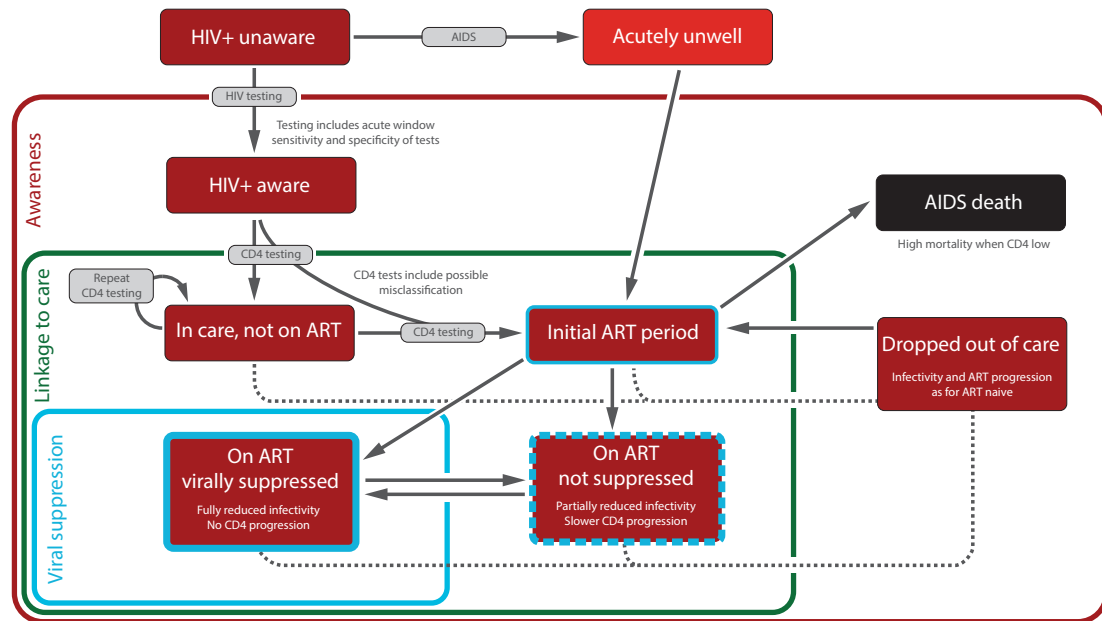 HIV+ unaware
AIDS
Acutely unwell
HIV testing
Testing includes acute window
sensitivity and specificity of tests
Awareness
HIV+ aware
AIDS death
High mortality when CD4 low
CD4 testing
CD4 tests include possible
misclassification
Repeat
CD4 testing
Linkage to care
In care, not on ART
CD4 testing
Initial ART period
Dropped out of care
Infectivity and ART progression
as for ART naive
Viral suppression
On ART
virally suppressed
Fully reduced infectivity
No CD4 progression
On ART
not suppressed
Partially reduced infectivity
Slower CD4 progression